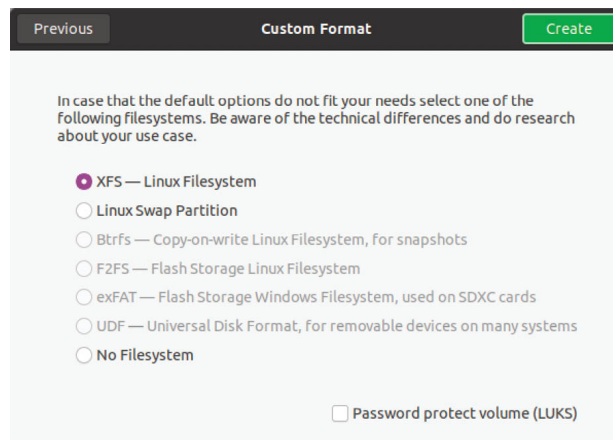 Previous
Custom Format
Create
In case that the default options do not fit your needs select one of the
following filesystems. Be aware of the technical differences and do research
about your use case.
XFS — Linux Filesystem
Linux Swap Partition
Btrfs — Copy-on-write Linux Filesystem, for snapshots
F2FS — Flash Storage Linux Filesystem
exFAT — Flash Storage Windows Filesystem, used on SDXC cards
UDF — Universal Disk Format, for removable devices on many systems
No Filesystem
Password protect volume (LUKS)